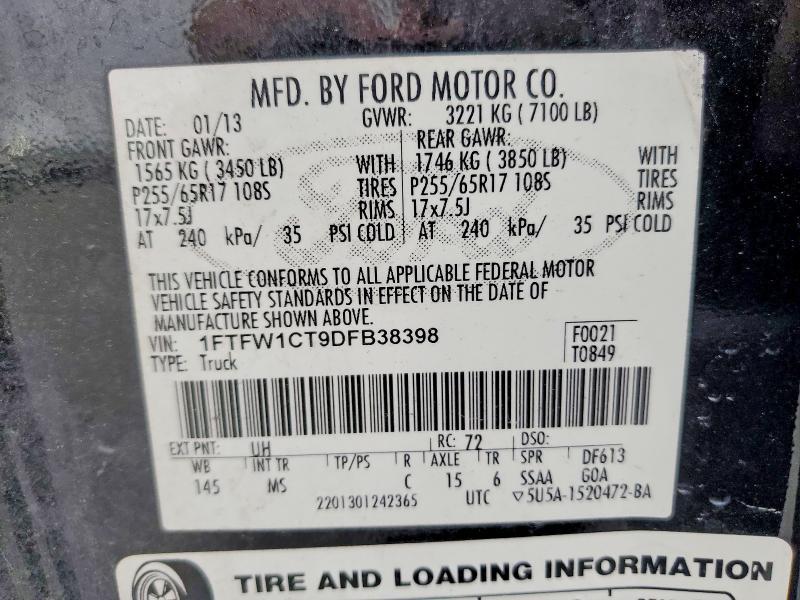 MFD. BY FORD MOTOR CO.
DATE: 01/13 GVWR: 3221 KG ( 7100 LB)
FRONT GAWR: REAR GAWR:
1565 KG ( 3450 LB) WITH 1746 KG ( 3850 LB) WITH
P255/65R17 108S TIRES P255/65R17 108S TIRES
17x7.5J RIMS 17x7.5J RIMS
AT 240 kPa/ 35 PSI COLD AT 240 kPa/ 35 PSI COLD
THIS VEHICLE CONFORMS TO ALL APPLICABLE FEDERAL MOTOR
VEHICLE SAFETY STANDARDS IN EFFECT ON THE DATE OF
MANUFACTURE SHOWN ABOVE.
VIN: 1FTFW1CT9DFB38398 F0021
TYPE: Truck T0849
EXT PNT: UH RC: 72 DSO:
WB INT TR TP/PS R AXLE TR SPR DF613
145 MS C 15 6 SSAA GOA
2201301242365 UTC ▽5U5A-1520472-BA
TIRE AND LOADING INFORMATION